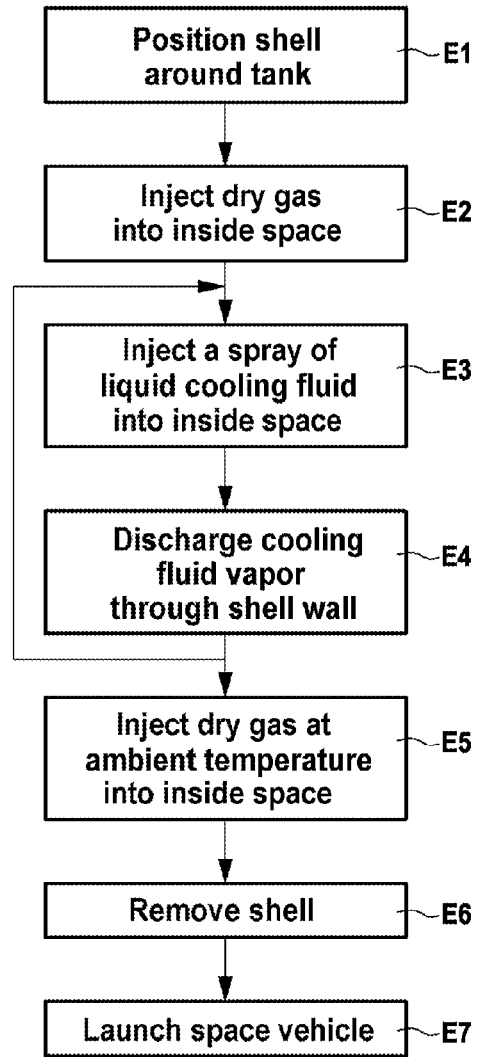 Position shell
around tank
E1
Inject dry gas
into inside space
E2
Inject a spray of
liquid cooling fluid
into inside space
E3
Discharge cooling
fluid vapor
through shell wall
E4
Inject dry gas at
ambient temperature
into inside space
E5
Remove shell
E6
Launch space vehicle
E7